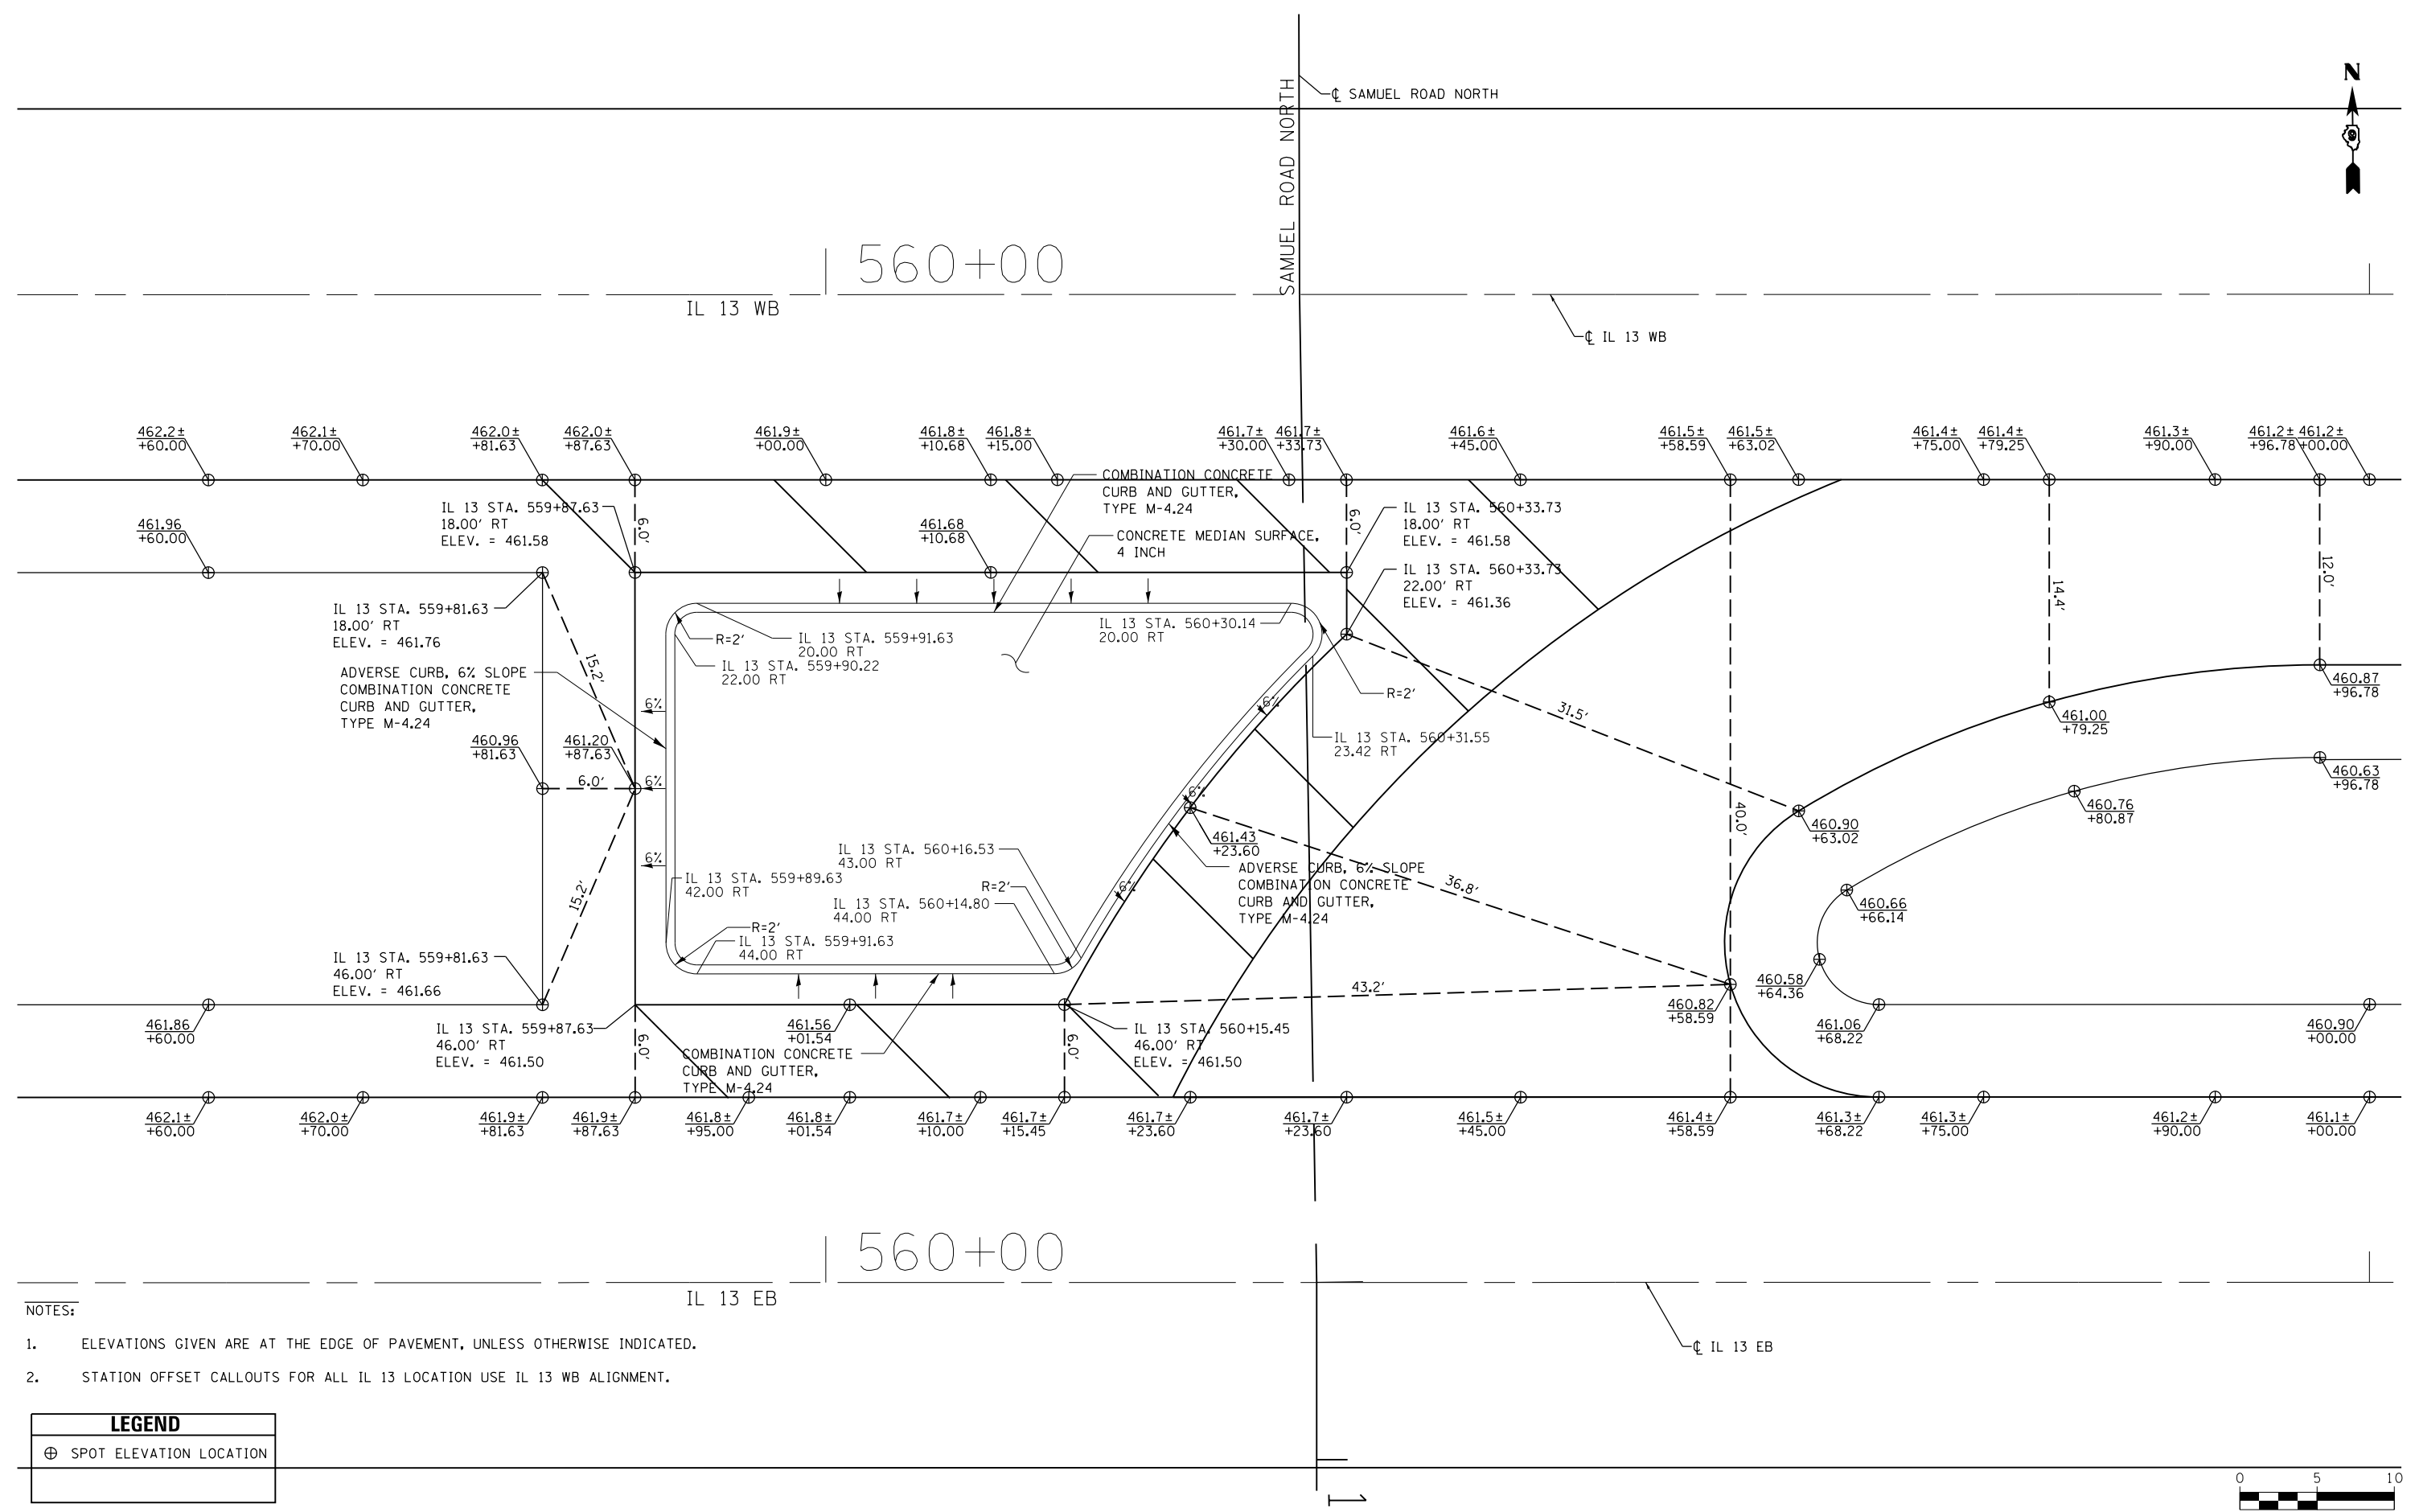 N
℄ SAMUEL ROAD NORTH
SAMUEL ROAD NORTH
560+00
IL 13 WB
℄ IL 13 WB
462.2±
+60.00
462.1±
+70.00
462.0±
+81.63
462.0±
+87.63
461.9±
+00.00
461.8±
+10.68
461.8±
+15.00
461.7±
+30.00
461.7±
+33.73
461.6±
+45.00
461.5±
+58.59
461.5±
+63.02
461.4±
+75.00
461.4±
+79.25
461.3±
+90.00
461.2±
+96.78
461.2±
+00.00
COMBINATION CONCRETE
CURB AND GUTTER,
TYPE M-4.24
CONCRETE MEDIAN SURFACE,
4 INCH
IL 13 STA. 559+87.63
18.00' RT
ELEV. = 461.58
6.0'
461.96
+60.00
461.68
+10.68
6.0'
IL 13 STA. 560+33.73
18.00' RT
ELEV. = 461.58
IL 13 STA. 560+33.73
22.00' RT
ELEV. = 461.36
14.4'
12.0'
IL 13 STA. 559+81.63
18.00' RT
ELEV. = 461.76
R=2'
IL 13 STA. 559+91.63
20.00 RT
IL 13 STA. 559+90.22
22.00 RT
IL 13 STA. 560+30.14
20.00 RT
R=2'
15.2'
ADVERSE CURB, 6% SLOPE
COMBINATION CONCRETE
CURB AND GUTTER,
TYPE M-4.24
6%
6%
6%
6%
6%
6%
31.5'
IL 13 STA. 560+31.55
23.42 RT
460.87
+96.78
461.00
+79.25
460.96
+81.63
461.20
+87.63
6.0'
460.63
+96.78
460.76
+80.87
40.0'
460.90
+63.02
461.43
+23.60
ADVERSE CURB, 6% SLOPE
COMBINATION CONCRETE
CURB AND GUTTER,
TYPE M-4.24
36.8'
IL 13 STA. 560+16.53
43.00 RT
IL 13 STA. 559+89.63
42.00 RT
R=2'
IL 13 STA. 560+14.80
44.00 RT
R=2'
IL 13 STA. 559+91.63
44.00 RT
15.2'
460.66
+66.14
IL 13 STA. 559+81.63
46.00' RT
ELEV. = 461.66
43.2'
460.82
+58.59
460.58
+64.36
461.86
+60.00
IL 13 STA. 559+87.63
46.00' RT
ELEV. = 461.50
6.0'
461.56
+01.54
COMBINATION CONCRETE
CURB AND GUTTER,
TYPE M-4.24
6.0'
IL 13 STA. 560+15.45
46.00' RT
ELEV. = 461.50
461.06
+68.22
460.90
+00.00
462.1±
+60.00
462.0±
+70.00
461.9±
+81.63
461.9±
+87.63
461.8±
+95.00
461.8±
+01.54
461.7±
+10.00
461.7±
+15.45
461.7±
+23.60
461.7±
+23.60
461.5±
+45.00
461.4±
+58.59
461.3±
+68.22
461.3±
+75.00
461.2±
+90.00
461.1±
+00.00
560+00
IL 13 EB
℄ IL 13 EB
NOTES:
1. ELEVATIONS GIVEN ARE AT THE EDGE OF PAVEMENT, UNLESS OTHERWISE INDICATED.
2. STATION OFFSET CALLOUTS FOR ALL IL 13 LOCATION USE IL 13 WB ALIGNMENT.
LEGEND
SPOT ELEVATION LOCATION
1
0 5 10